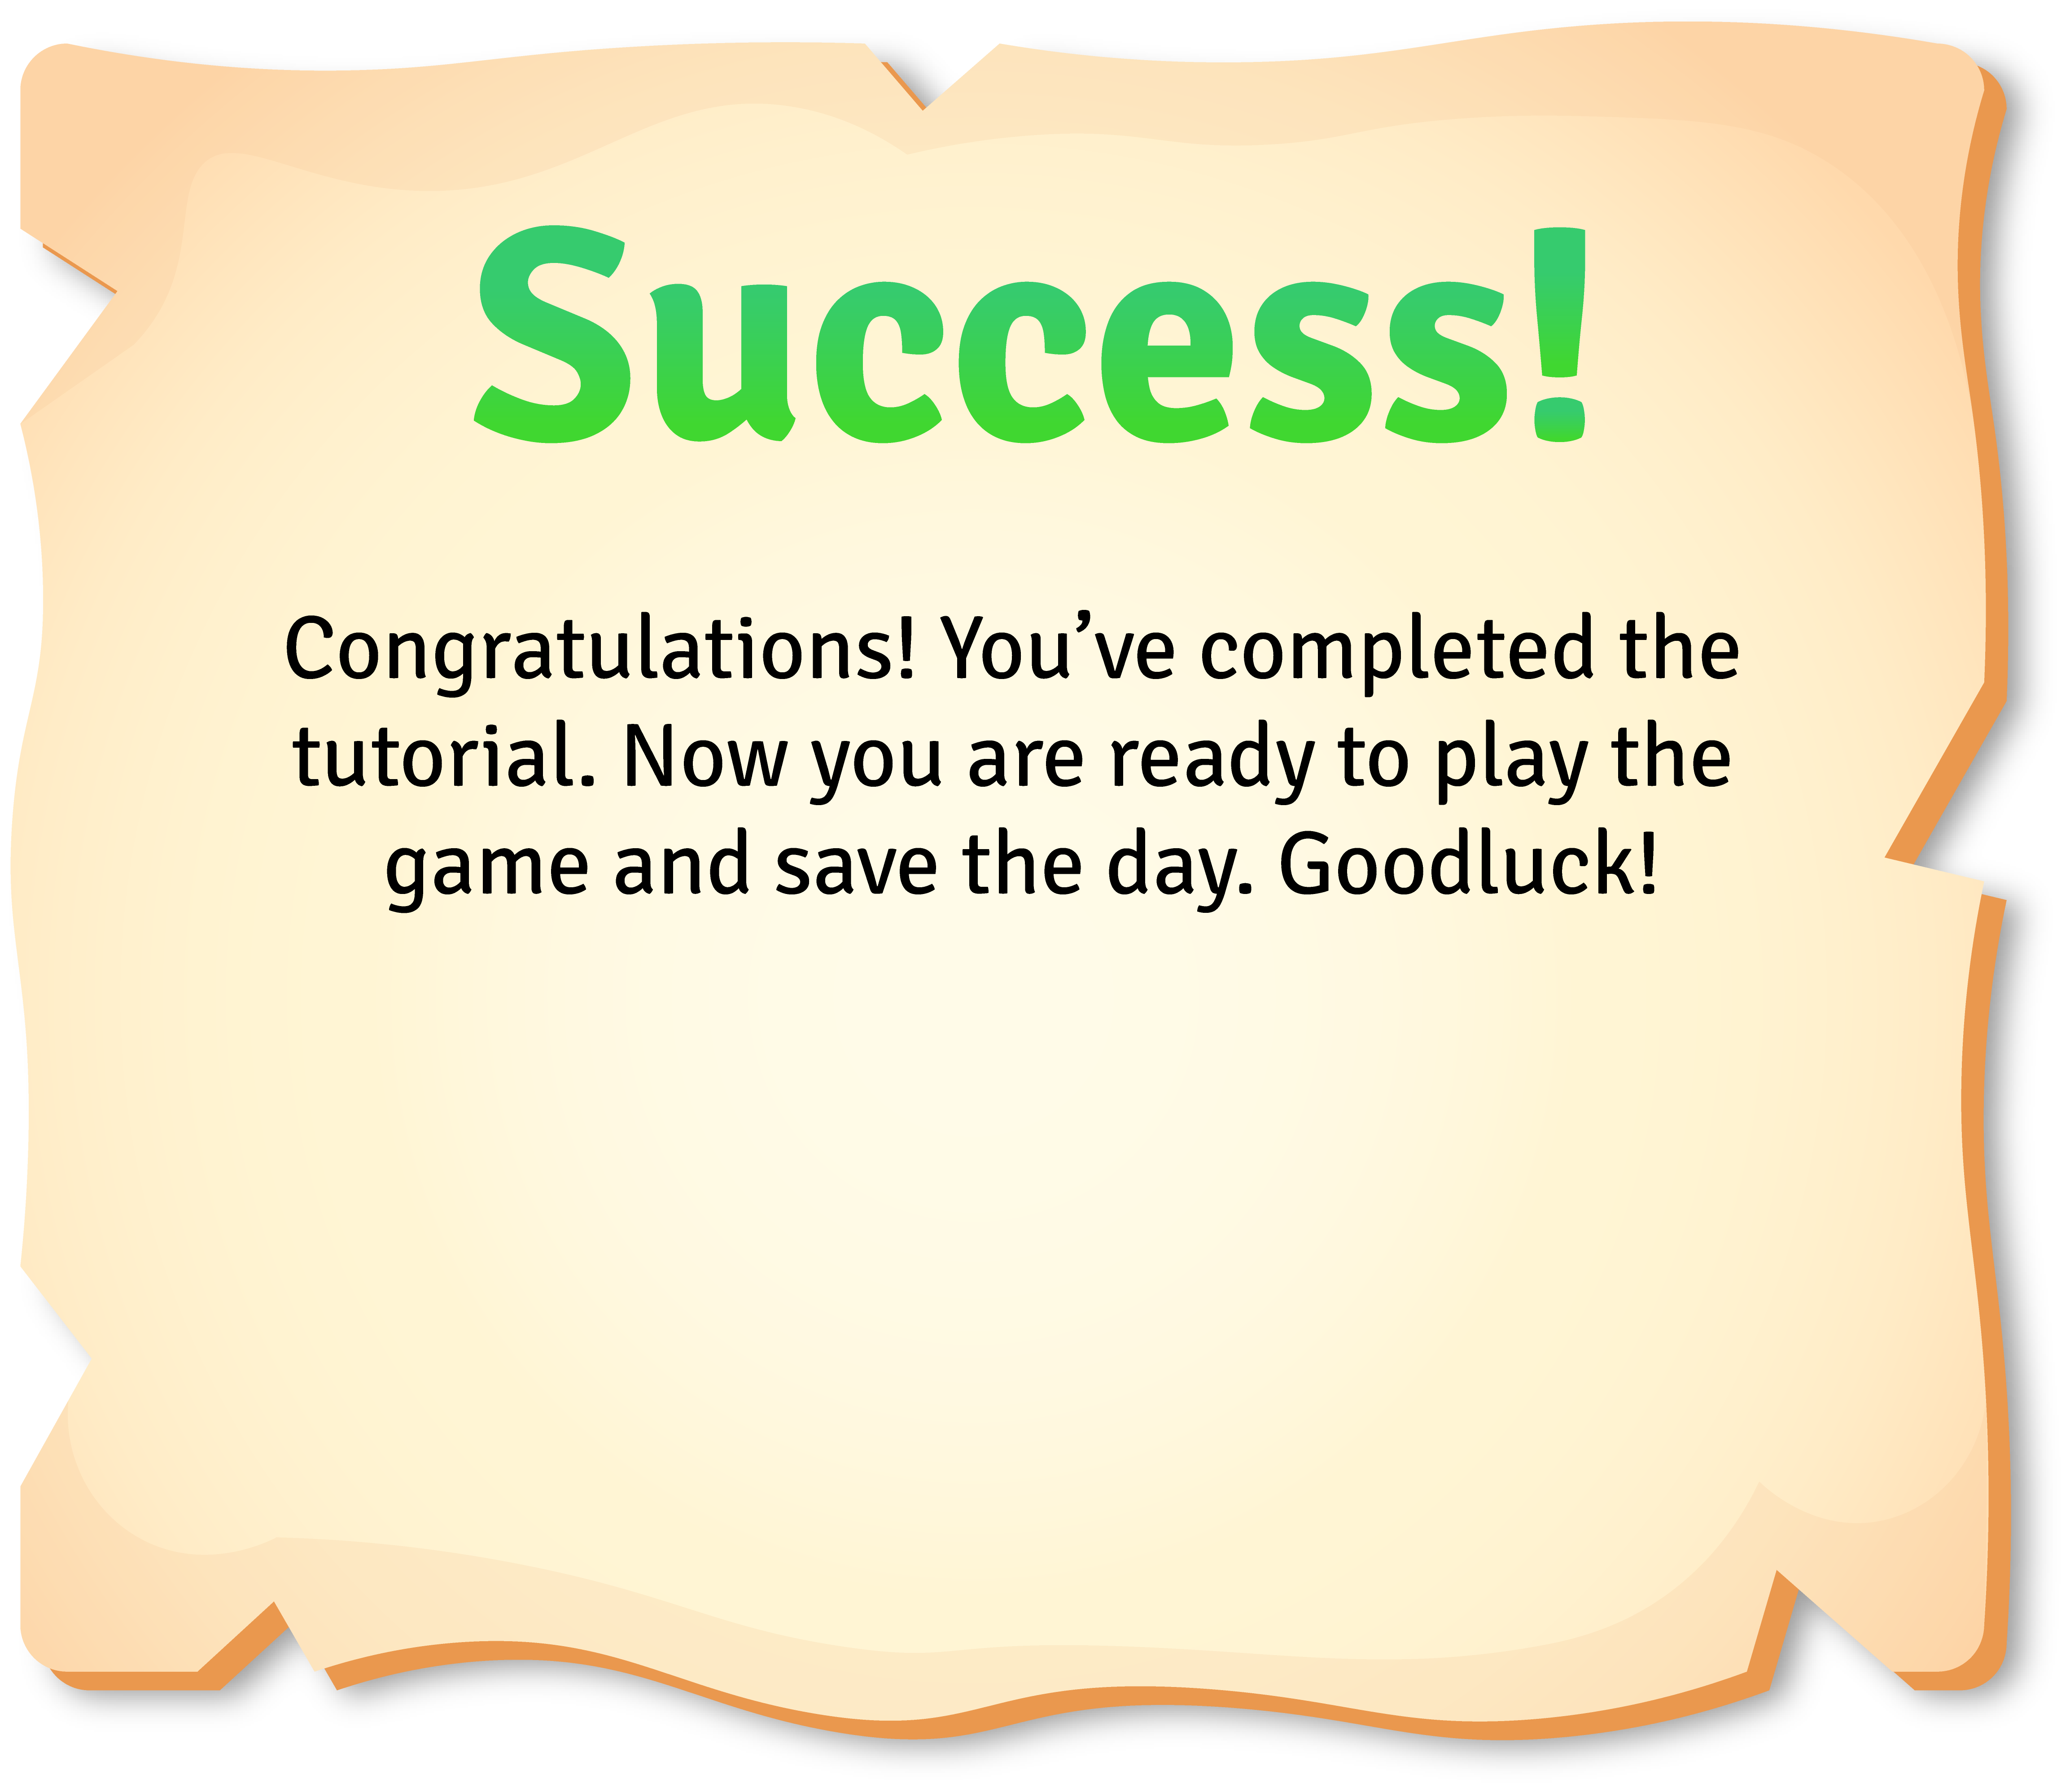 Success!
Congratulations! You’ve completed the
tutorial. Now you are ready to play the
game and save the day. Goodluck!